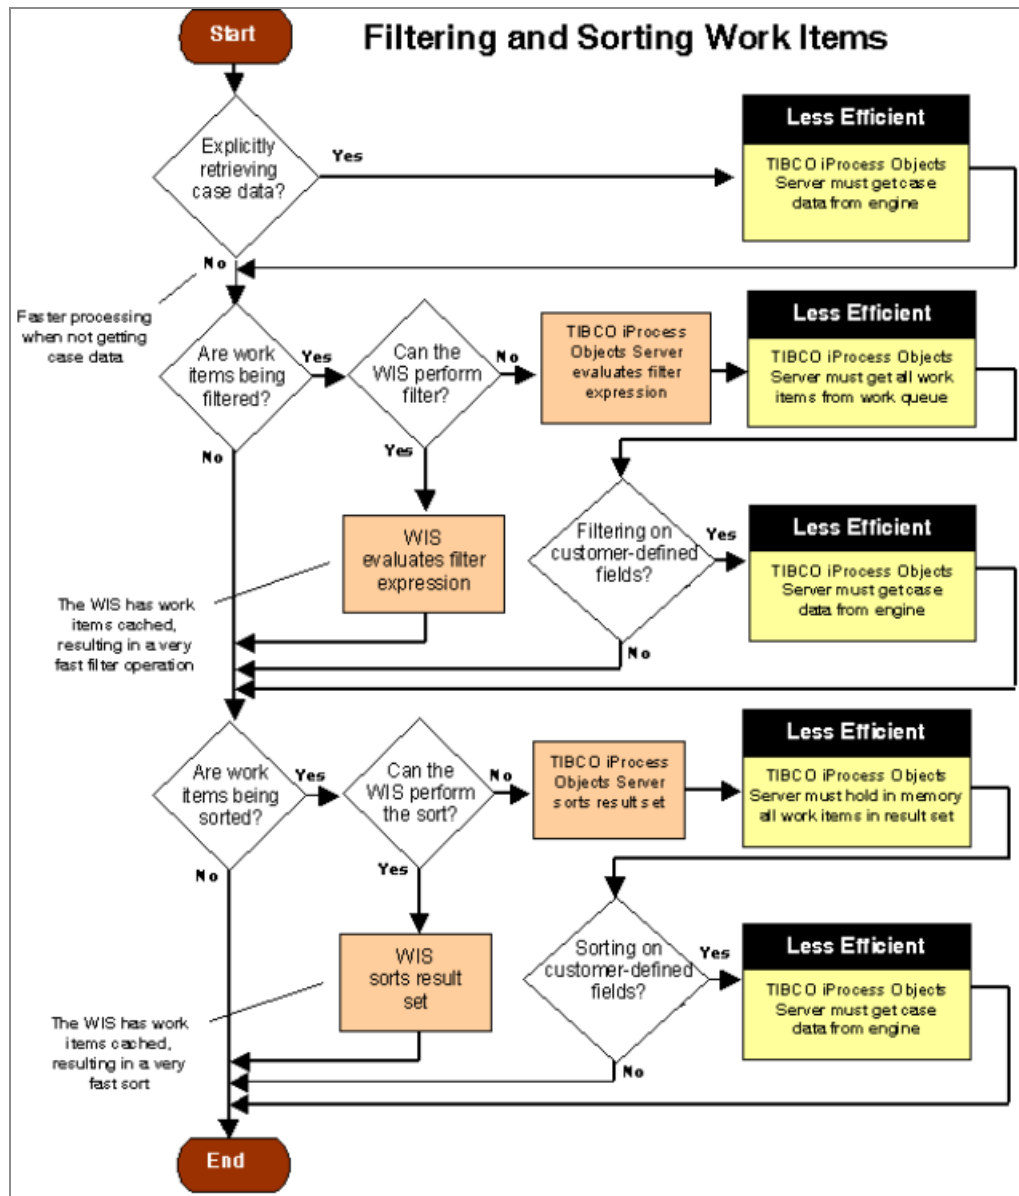 Start
Filtering and Sorting Work Items
Explicitly
retrieving
case data?
Yes
Less Efficient
TIBCO iProcess Objects
Server must get case
data from engine
No
Faster processing
when not getting
case data
Are work
items being
filtered?
Yes
Can the
WIS perform
filter?
No
TIBCO iProcess
Objects Server
evaluates filter
expression
Less Efficient
TIBCO iProcess Objects
Server must get all work
items from work queue
No
Yes
WIS
evaluates filter
expression
Filtering on
customer-defined
fields?
Yes
Less Efficient
TIBCO iProcess Objects
Server must get case
data from engine
The WIS has work
items cached,
resulting in a very
fast filter operation
No
Are work
items being
sorted?
Yes
Can the
WIS perform
the sort?
No
TIBCO iProcess
Objects Server
sorts result set
Less Efficient
TIBCO iProcess Objects
Server must hold in memory
all work items in result set
No
Yes
WIS
sorts result
set
Sorting on
customer-defined
fields?
Yes
Less Efficient
TIBCO iProcess Objects
Server must get case
data from engine
The WIS has work
items cached,
resulting in a very
fast sort
No
End